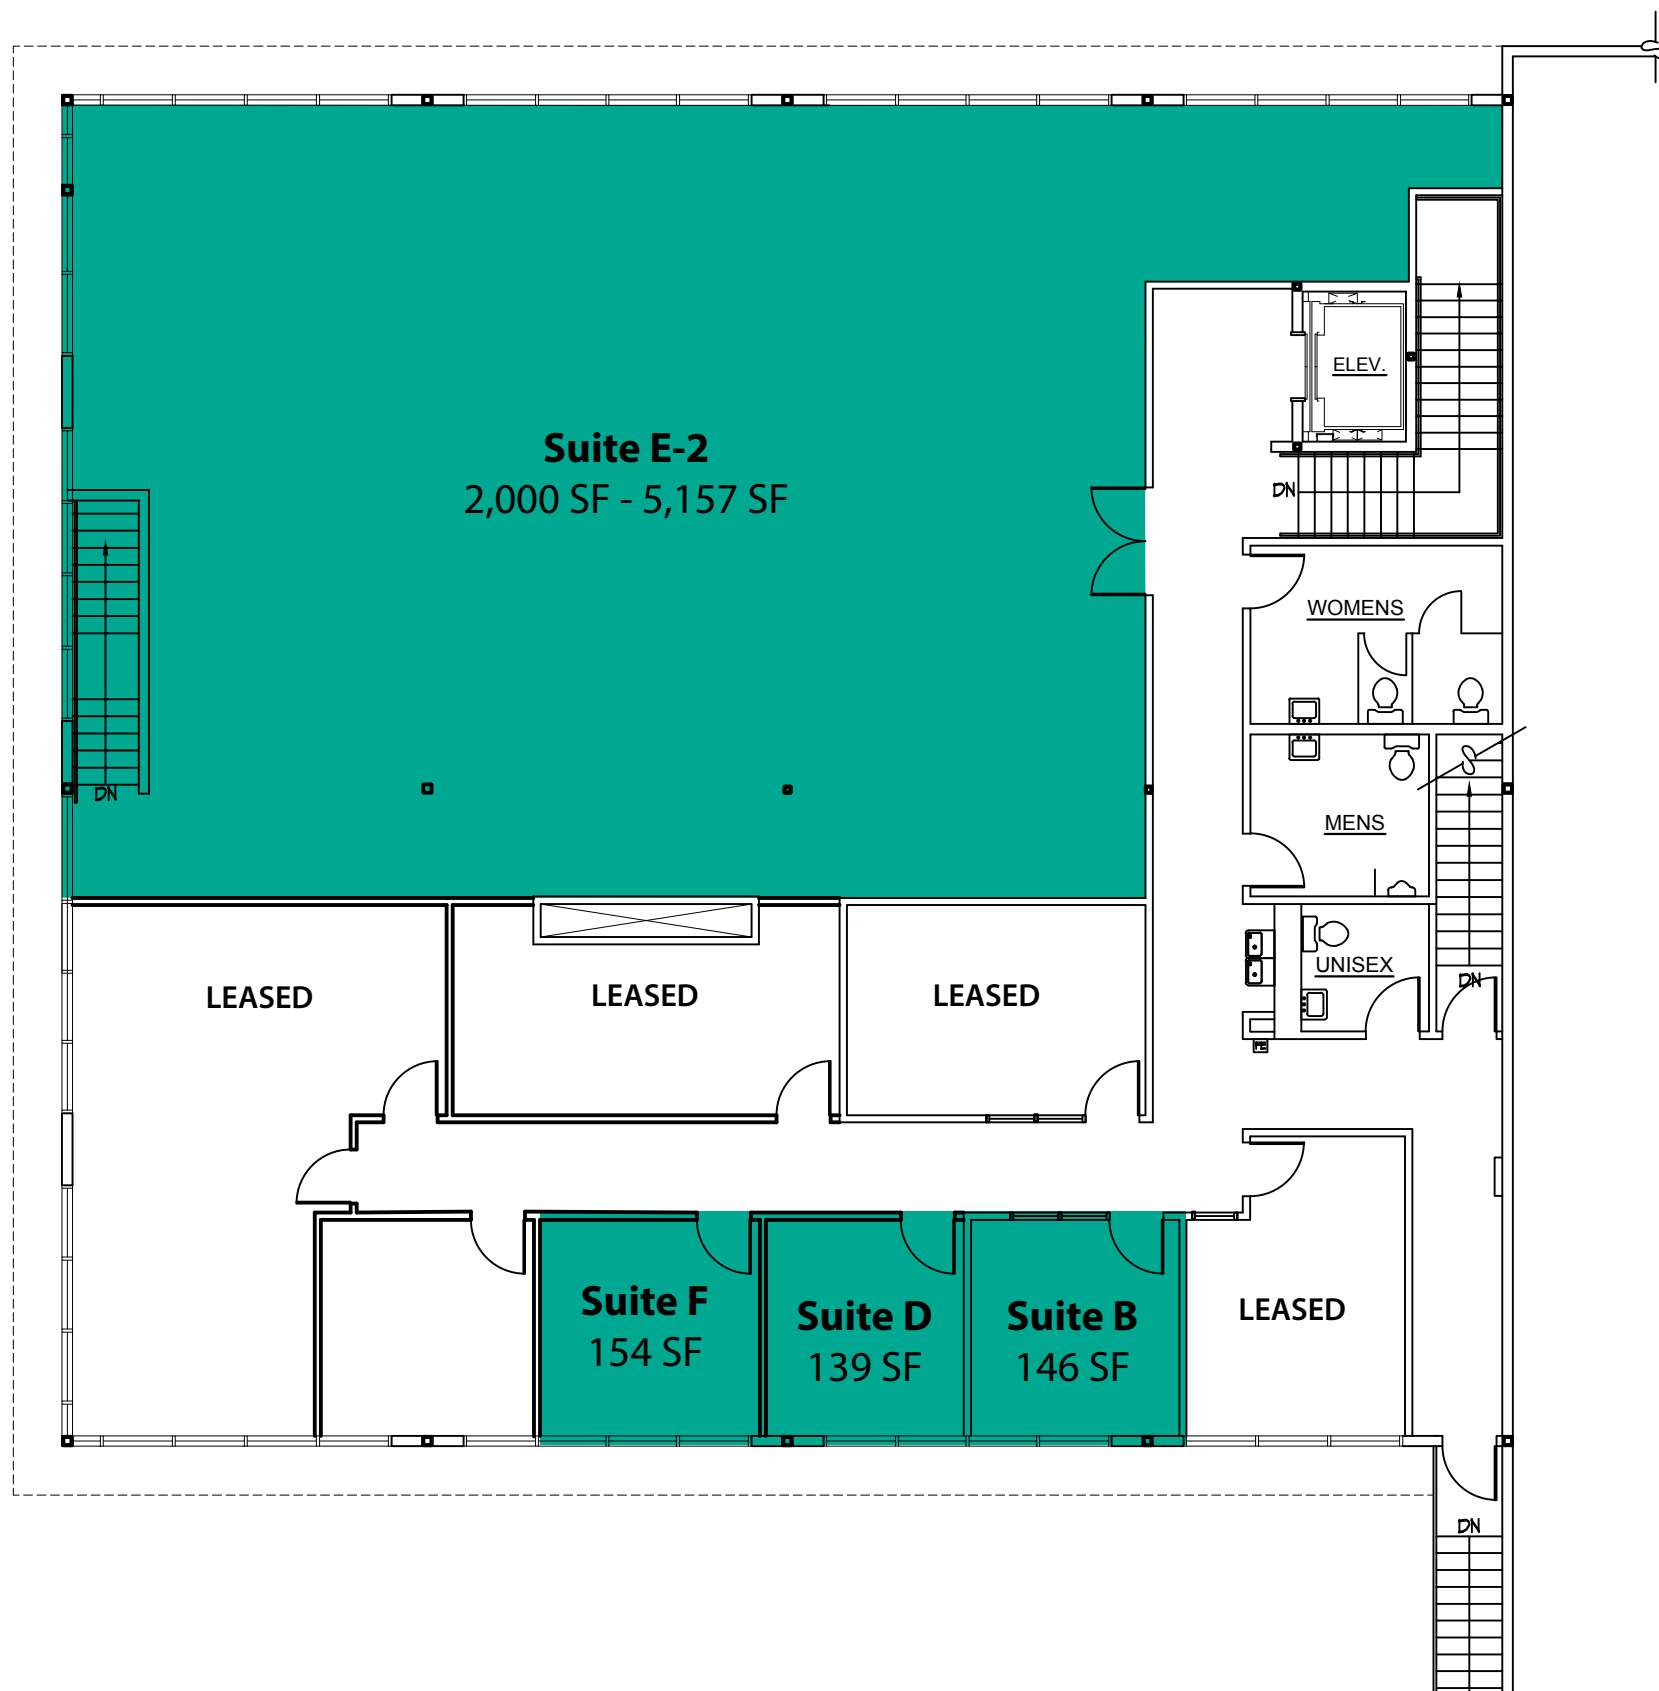 ELEV.
Suite E-2
2,000 SF - 5,157 SF
DN
WOMENS
DN
MENS
UNISEX
DN
LEASED
LEASED
LEASED
FE
Suite F
154 SF
Suite D
139 SF
Suite B
146 SF
LEASED
DN